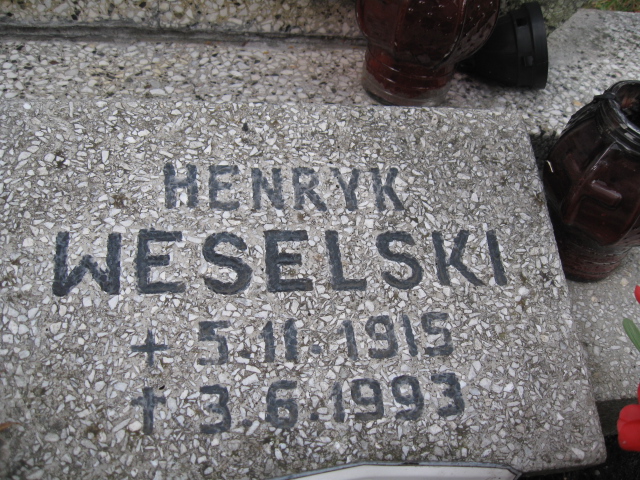 HENRYK
WESELSKI
+ 5.11.1915
† 3.6.1993